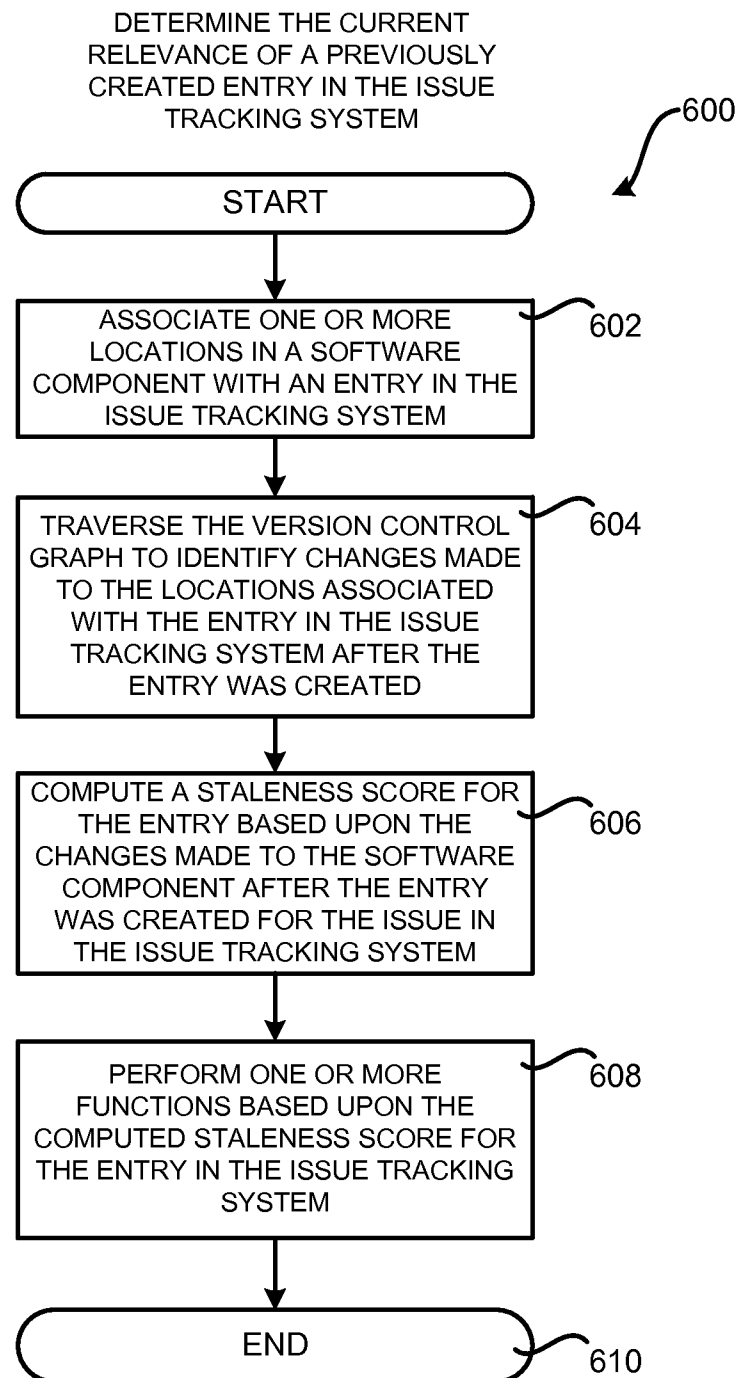 DETERMINE THE CURRENT
RELEVANCE OF A PREVIOUSLY
CREATED ENTRY IN THE ISSUE
TRACKING SYSTEM
600
START
ASSOCIATE ONE OR MORE
LOCATIONS IN A SOFTWARE
COMPONENT WITH AN ENTRY IN THE
ISSUE TRACKING SYSTEM
602
TRAVERSE THE VERSION CONTROL
GRAPH TO IDENTIFY CHANGES MADE
TO THE LOCATIONS ASSOCIATED
WITH THE ENTRY IN THE ISSUE
TRACKING SYSTEM AFTER THE
ENTRY WAS CREATED
604
COMPUTE A STALENESS SCORE FOR
THE ENTRY BASED UPON THE
CHANGES MADE TO THE SOFTWARE
COMPONENT AFTER THE ENTRY
WAS CREATED FOR THE ISSUE IN
THE ISSUE TRACKING SYSTEM
606
PERFORM ONE OR MORE
FUNCTIONS BASED UPON THE
COMPUTED STALENESS SCORE FOR
THE ENTRY IN THE ISSUE TRACKING
SYSTEM
608
END
610